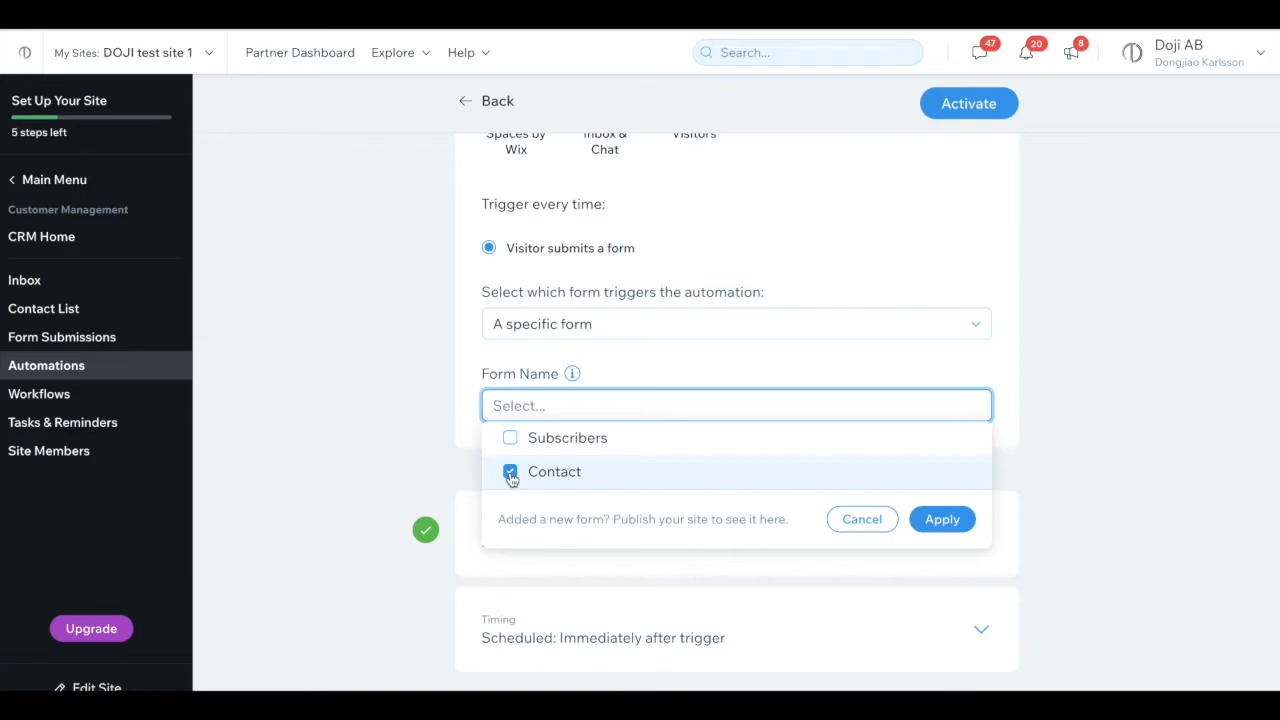 My Sites: DOJI test site 1
Partner Dashboard
Explore
Help
Search...
47
20
8
Doji AB
Dongjiao Karlsson
Set Up Your Site
5 steps left
Main Menu
Customer Management
CRM Home
Inbox
Contact List
Form Submissions
Automations
Workflows
Tasks & Reminders
Site Members
Upgrade
Edit Site
Back
Activate
Spaces by
Wix
Inbox &
Chat
Visitors
Trigger every time:
Visitor submits a form
Select which form triggers the automation:
A specific form
Form Name
Select...
Subscribers
Contact
Added a new form? Publish your site to see it here.
Cancel
Apply
Timing
Scheduled: Immediately after trigger